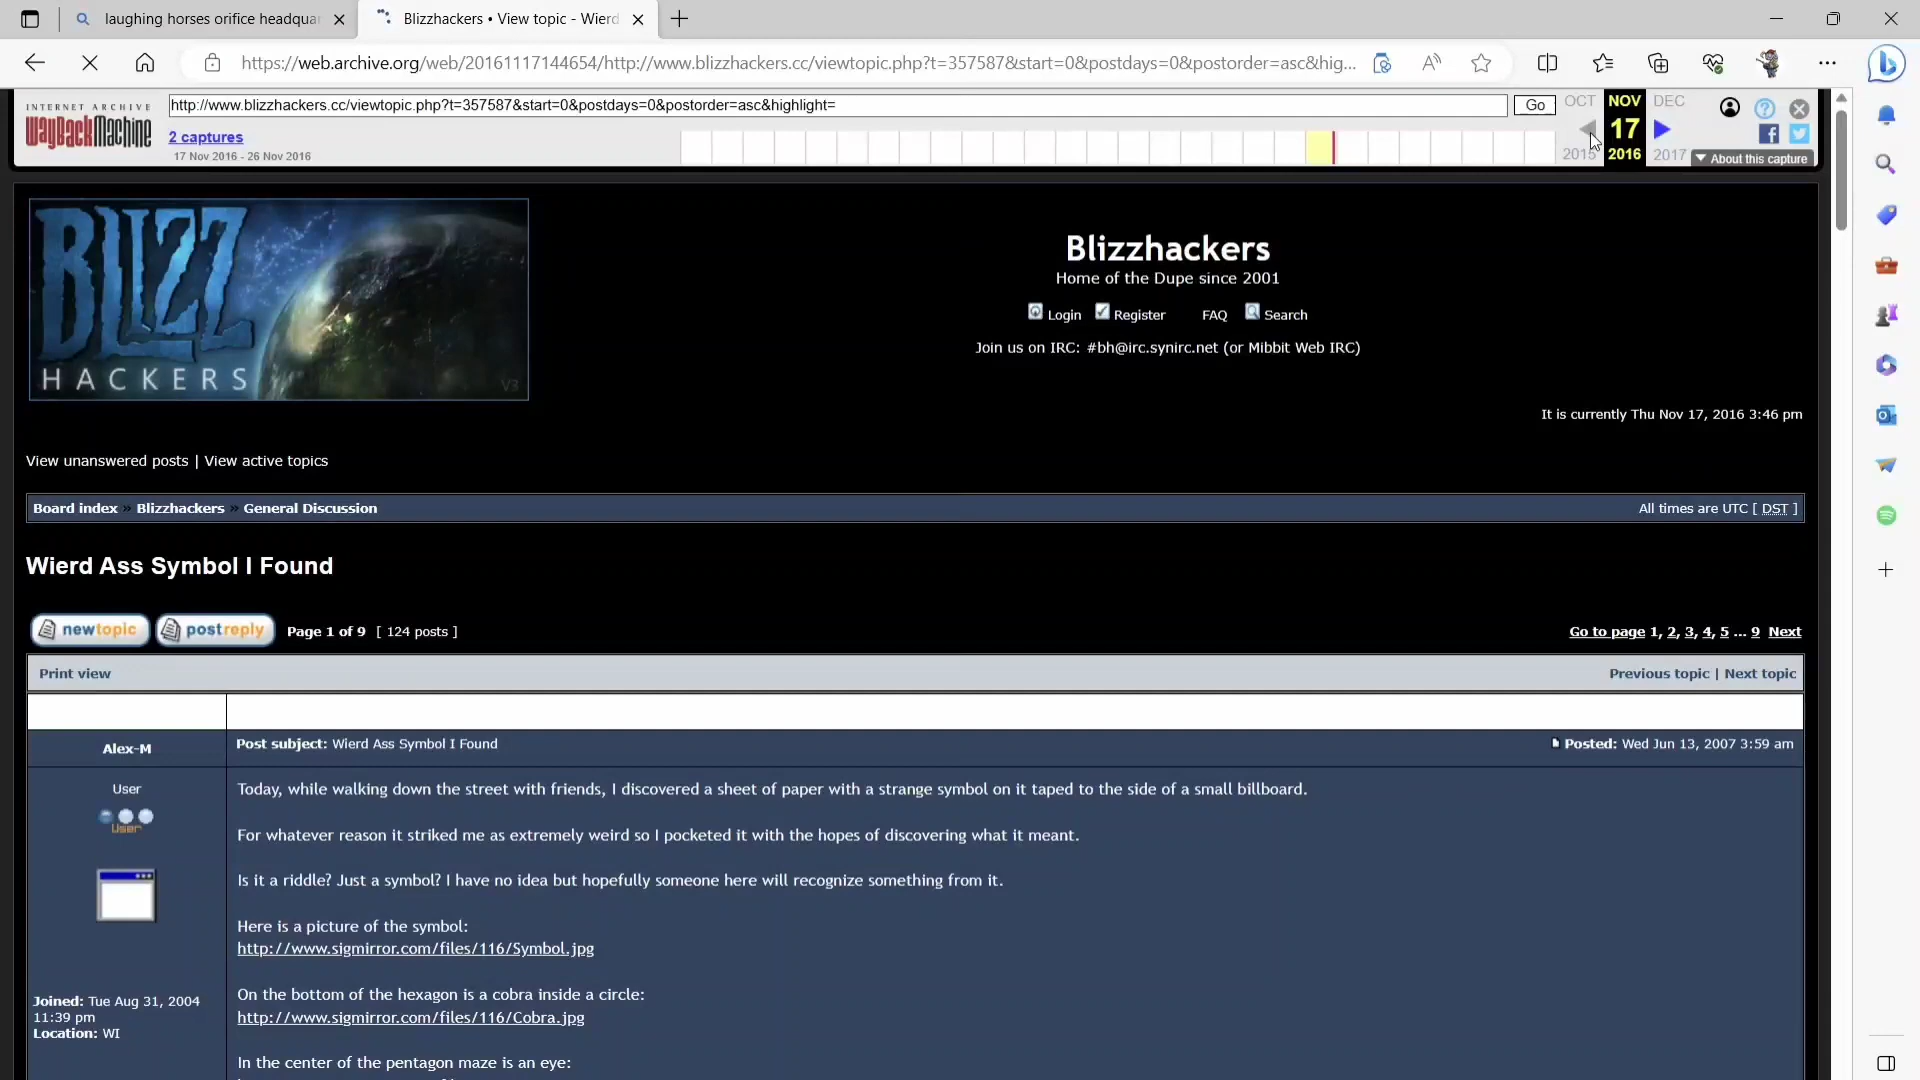 laughing horses orifice headqua
Blizzhackers • View topic - Wierd
https://web.archive.org/web/20161117144654/http://www.blizzhackers.cc/viewtopic.php?t=357587&start=0&postdays=0&postorder=asc&hig...
INTERNET ARCHIVE
WayBackMachine
http://www.blizzhackers.cc/viewtopic.php?t=357587&start=0&postdays=0&postorder=asc&highlight=
Go
OCT NOV DEC
2 captures
17
17 Nov 2016 - 26 Nov 2016
2015 2016 2017
About this capture
BLIZZ
HACKERS
V3
Blizzhackers
Home of the Dupe since 2001
Login Register FAQ Search
Join us on IRC: #bh@irc.synirc.net (or Mibbit Web IRC)
It is currently Thu Nov 17, 2016 3:46 pm
View unanswered posts | View active topics
Board index » Blizzhackers » General Discussion
All times are UTC [ DST ]
Wierd Ass Symbol I Found
newtopic postreply Page 1 of 9 [ 124 posts ]
Go to page 1, 2, 3, 4, 5 ... 9 Next
Print view
Previous topic | Next topic
Alex-M
Post subject: Wierd Ass Symbol I Found
Posted: Wed Jun 13, 2007 3:59 am
User
User
Joined: Tue Aug 31, 2004
11:39 pm
Location: WI
Today, while walking down the street with friends, I discovered a sheet of paper with a strange symbol on it taped to the side of a small billboard.
For whatever reason it striked me as extremely weird so I pocketed it with the hopes of discovering what it meant.
Is it a riddle? Just a symbol? I have no idea but hopefully someone here will recognize something from it.
Here is a picture of the symbol:
http://www.sigmirror.com/files/116/Symbol.jpg
On the bottom of the hexagon is a cobra inside a circle:
http://www.sigmirror.com/files/116/Cobra.jpg
In the center of the pentagon maze is an eye: